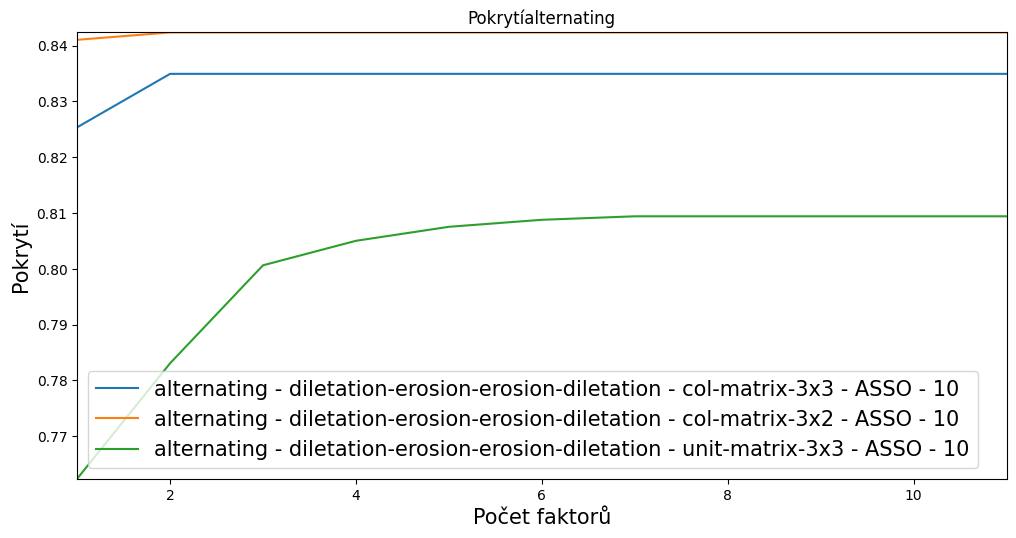 Pokrytíalternating
0.84
0.83
0.82
0.81
0.80
0.79
0.78
0.77
Pokrytí
alternating - diletation-erosion-erosion-diletation - col-matrix-3x3 - ASSO - 10
alternating - diletation-erosion-erosion-diletation - col-matrix-3x2 - ASSO - 10
alternating - diletation-erosion-erosion-diletation - unit-matrix-3x3 - ASSO - 10
2 4 6 8 10
Počet faktorů